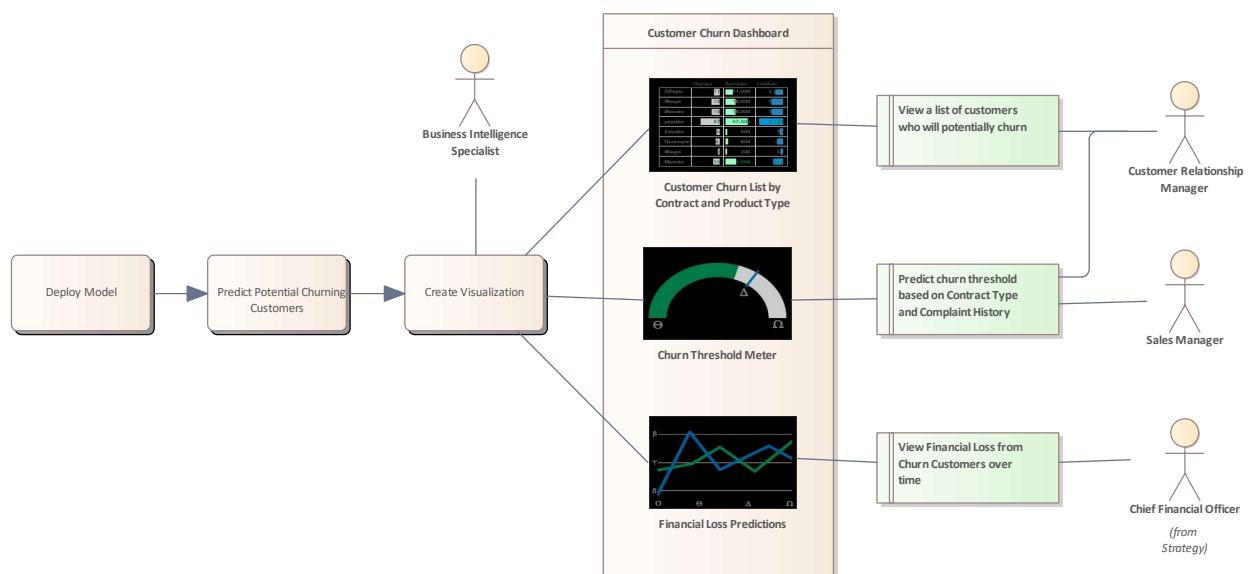 Customer Churn Dashboard
Business Intelligence
Specialist
Customer Churn List by
Contract and Product Type
View a list of customers
who will potentially churn
Customer Relationship
Manager
Deploy Model
Predict Potential Churning
Customers
Create Visualization
Δ
Θ
Ω
Churn Threshold Meter
Predict churn threshold
based on Contract Type
and Complaint History
Sales Manager
Θ
Δ
Ω
Financial Loss Predictions
View Financial Loss from
Churn Customers over
time
Chief Financial Officer
(from
Strategy)